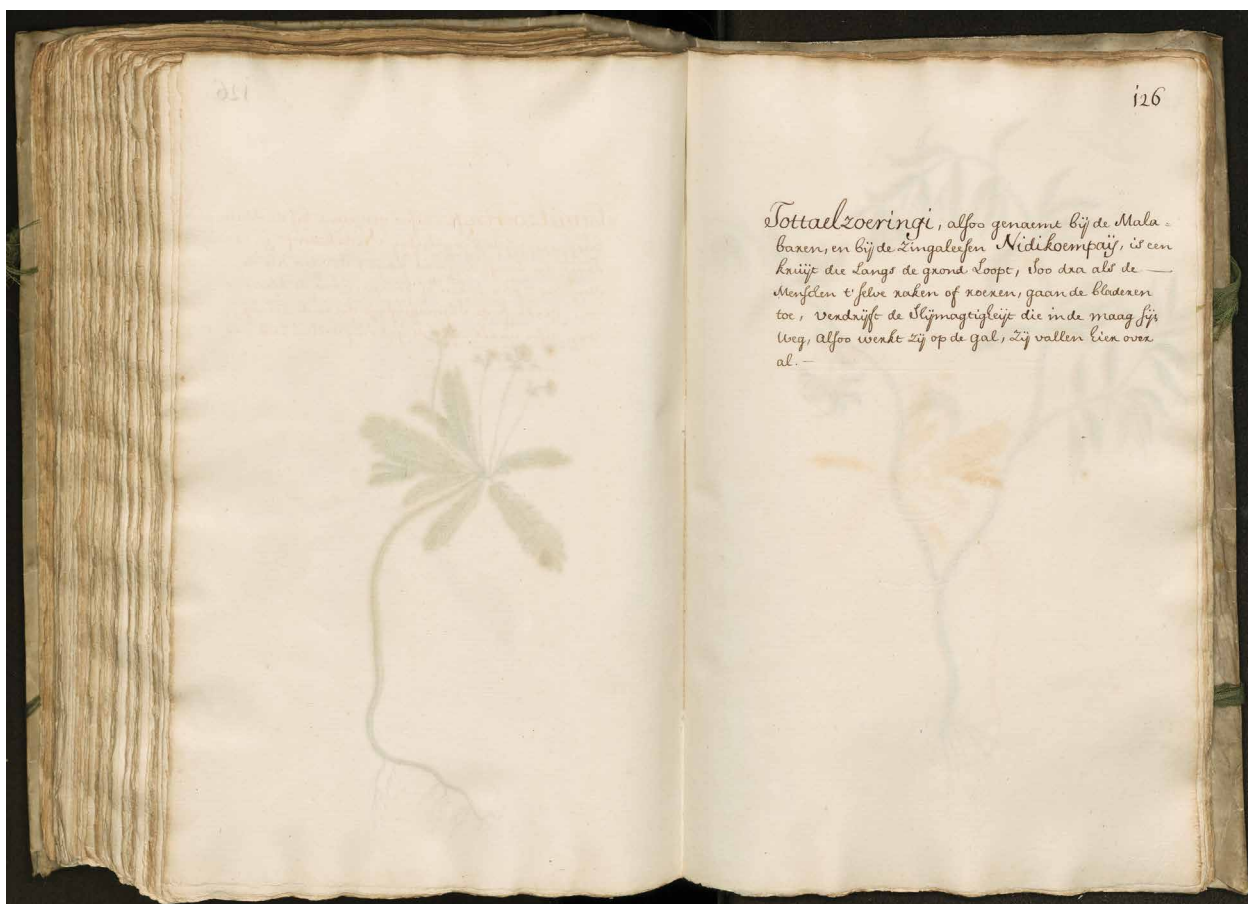 126
Tottaelzoeringi, alsoo genaemt bij de Mala=
baren, en bij de Zingaleesen Nidikoempaij, is een
kruijt die Langs de grond Loopt, Soo dra als de —
Menschen t'selve raken of roeren, gaan de bladeren
toe, verdrijft de Slijmagtigheijt die in de maag sijs
weg, alsoo werkt zij op de gal, zij vallen hier over
al. —